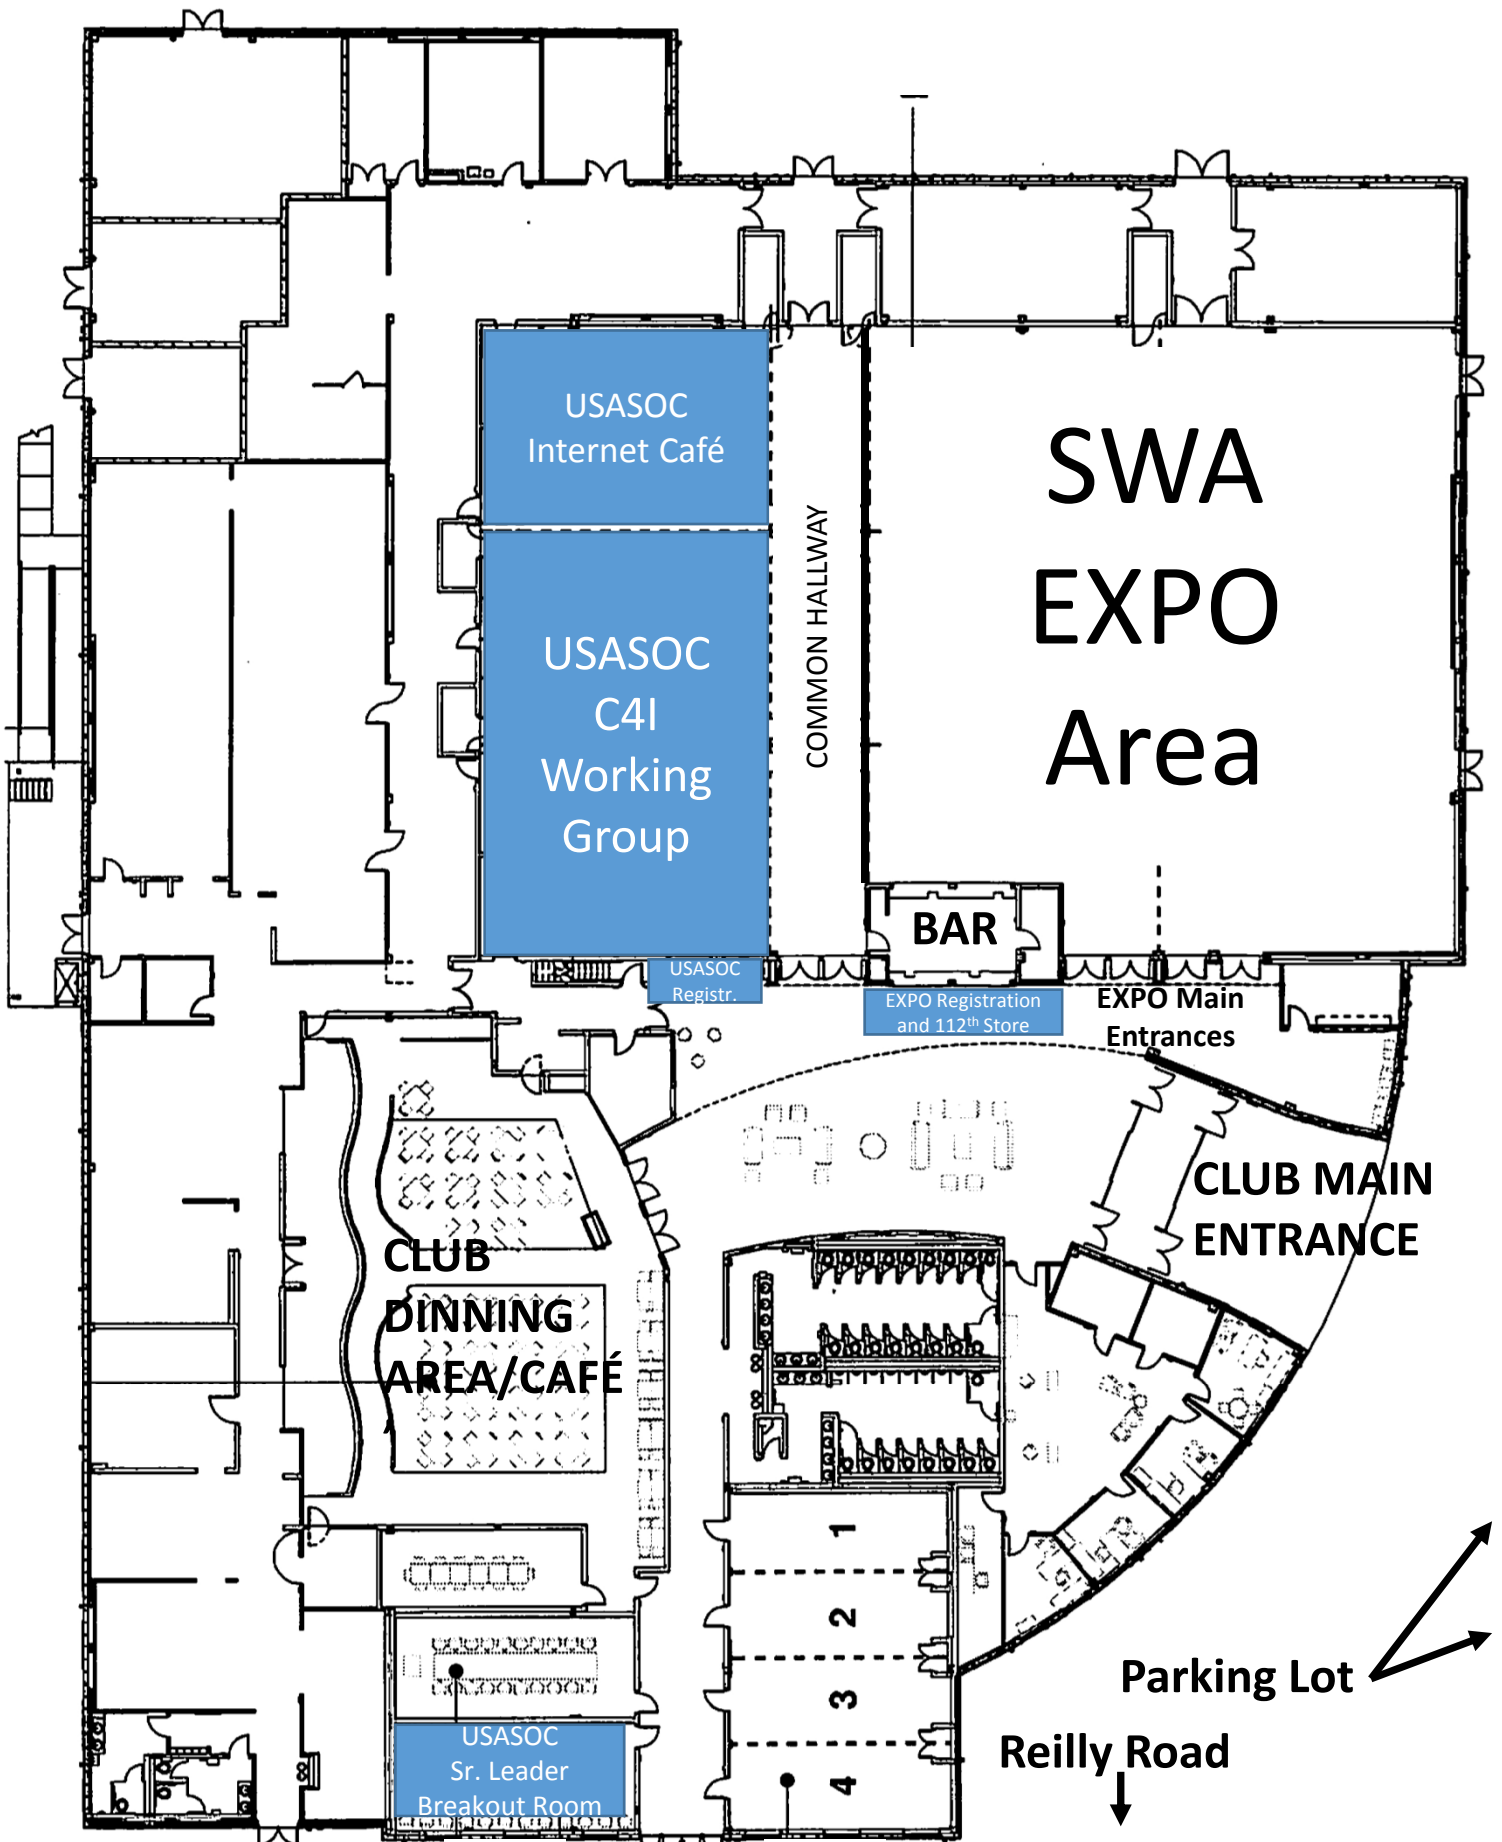 USASOC
Internet Café
SWA
EXPO
Area
COMMON HALLWAY
USASOC
C4I
Working
Group
BAR
USASOC
Registr.
EXPO Registration
and 112th Store
EXPO Main
Entrances
CLUB MAIN
ENTRANCE
CLUB
DINNING
AREA/CAFÉ
1
2
3
4
Parking Lot
Reilly Road
USASOC
Sr. Leader
Breakout Room